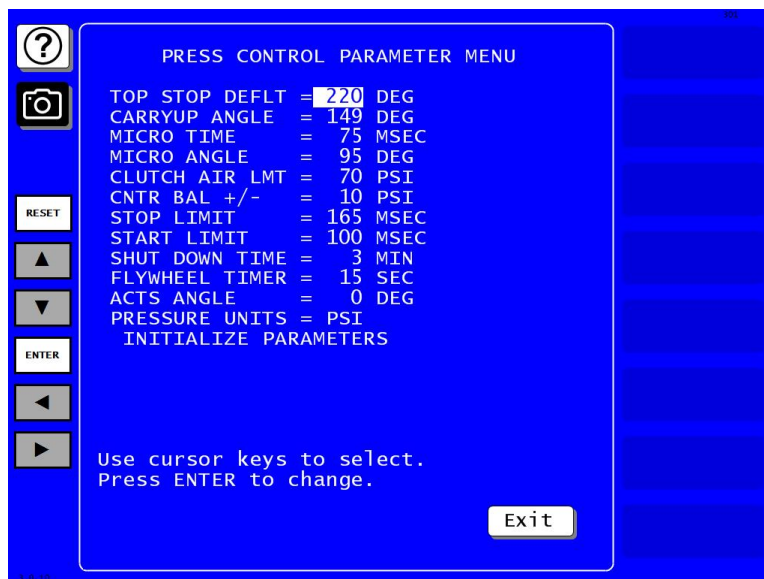 PRESS CONTROL PARAMETER MENU
TOP STOP DEFLT = 220 DEG
CARRYUP ANGLE = 149 DEG
MICRO TIME = 75 MSEC
MICRO ANGLE = 95 DEG
CLUTCH AIR LMT = 70 PSI
CNTR BAL +/- = 10 PSI
STOP LIMIT = 165 MSEC
START LIMIT = 100 MSEC
SHUT DOWN TIME = 3 MIN
FLYWHEEL TIMER = 15 SEC
ACTS ANGLE = 0 DEG
PRESSURE UNITS = PSI
INITIALIZE PARAMETERS
RESET
ENTER
Use cursor keys to select.
Press ENTER to change.
Exit